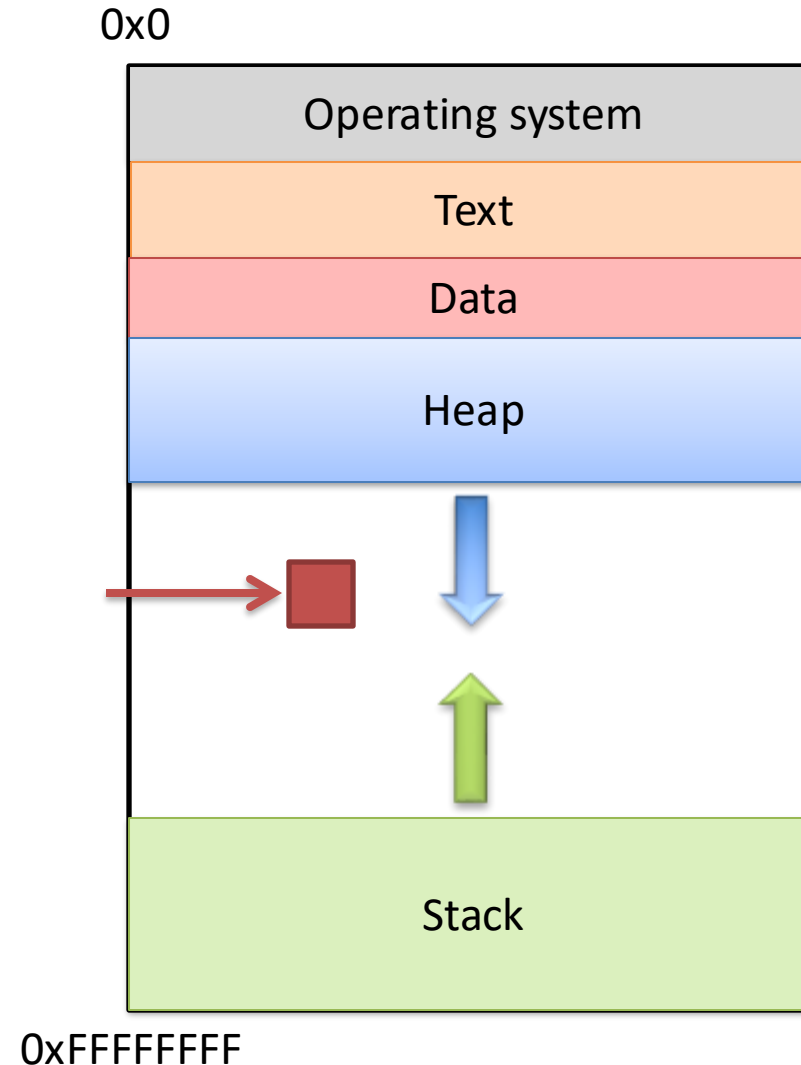 0x0
Operating system
Text
Data
Heap
Stack
0xFFFFFFFF